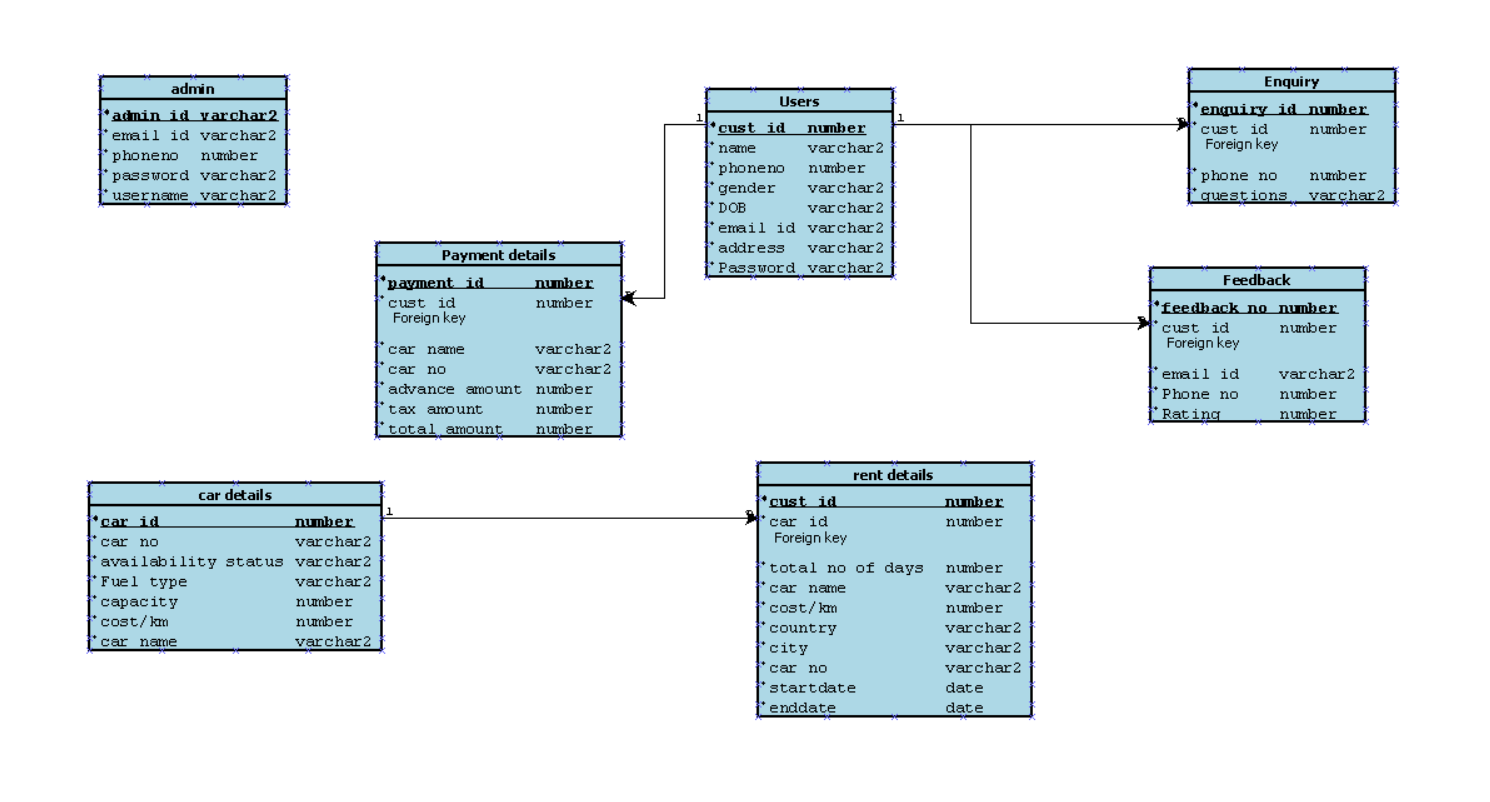 admin
admin id varchar2
email id varchar2
phoneno number
password varchar2
username varchar2
Users
cust id number
name varchar2
phoneno number
gender varchar2
DOB varchar2
email id varchar2
address varchar2
Password varchar2
1
1
Enquiry
enquiry id number
cust id number
Foreign key
phone no number
questions varchar2
Payment details
payment id number
cust id number
Foreign key
car name varchar2
car no varchar2
advance amount number
tax amount number
total amount number
Feedback
feedback no number
cust id number
Foreign key
email id varchar2
Phone no number
Rating number
car details
car id number
car no varchar2
availability status varchar2
Fuel type varchar2
capacity number
cost/km number
car name varchar2
1
rent details
cust id number
car id number
Foreign key
total no of days number
car name varchar2
cost/km number
country varchar2
city varchar2
car no varchar2
startdate date
enddate date